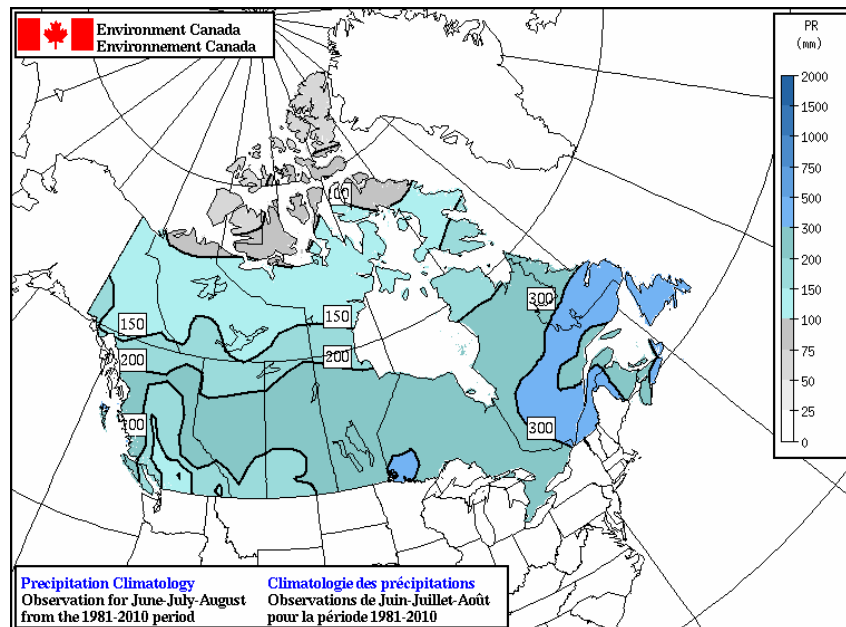 Environment Canada
Environnement Canada
PR
(mm)
2000
1500
1000
750
500
300
200
150
100
75
50
25
0
150
150
200
200
300
300
Precipitation Climatology
Observation for June-July-August
from the 1981-2010 period
Climatologie des précipitations
Observations de Juin-Juillet-Août
pour la période 1981-2010